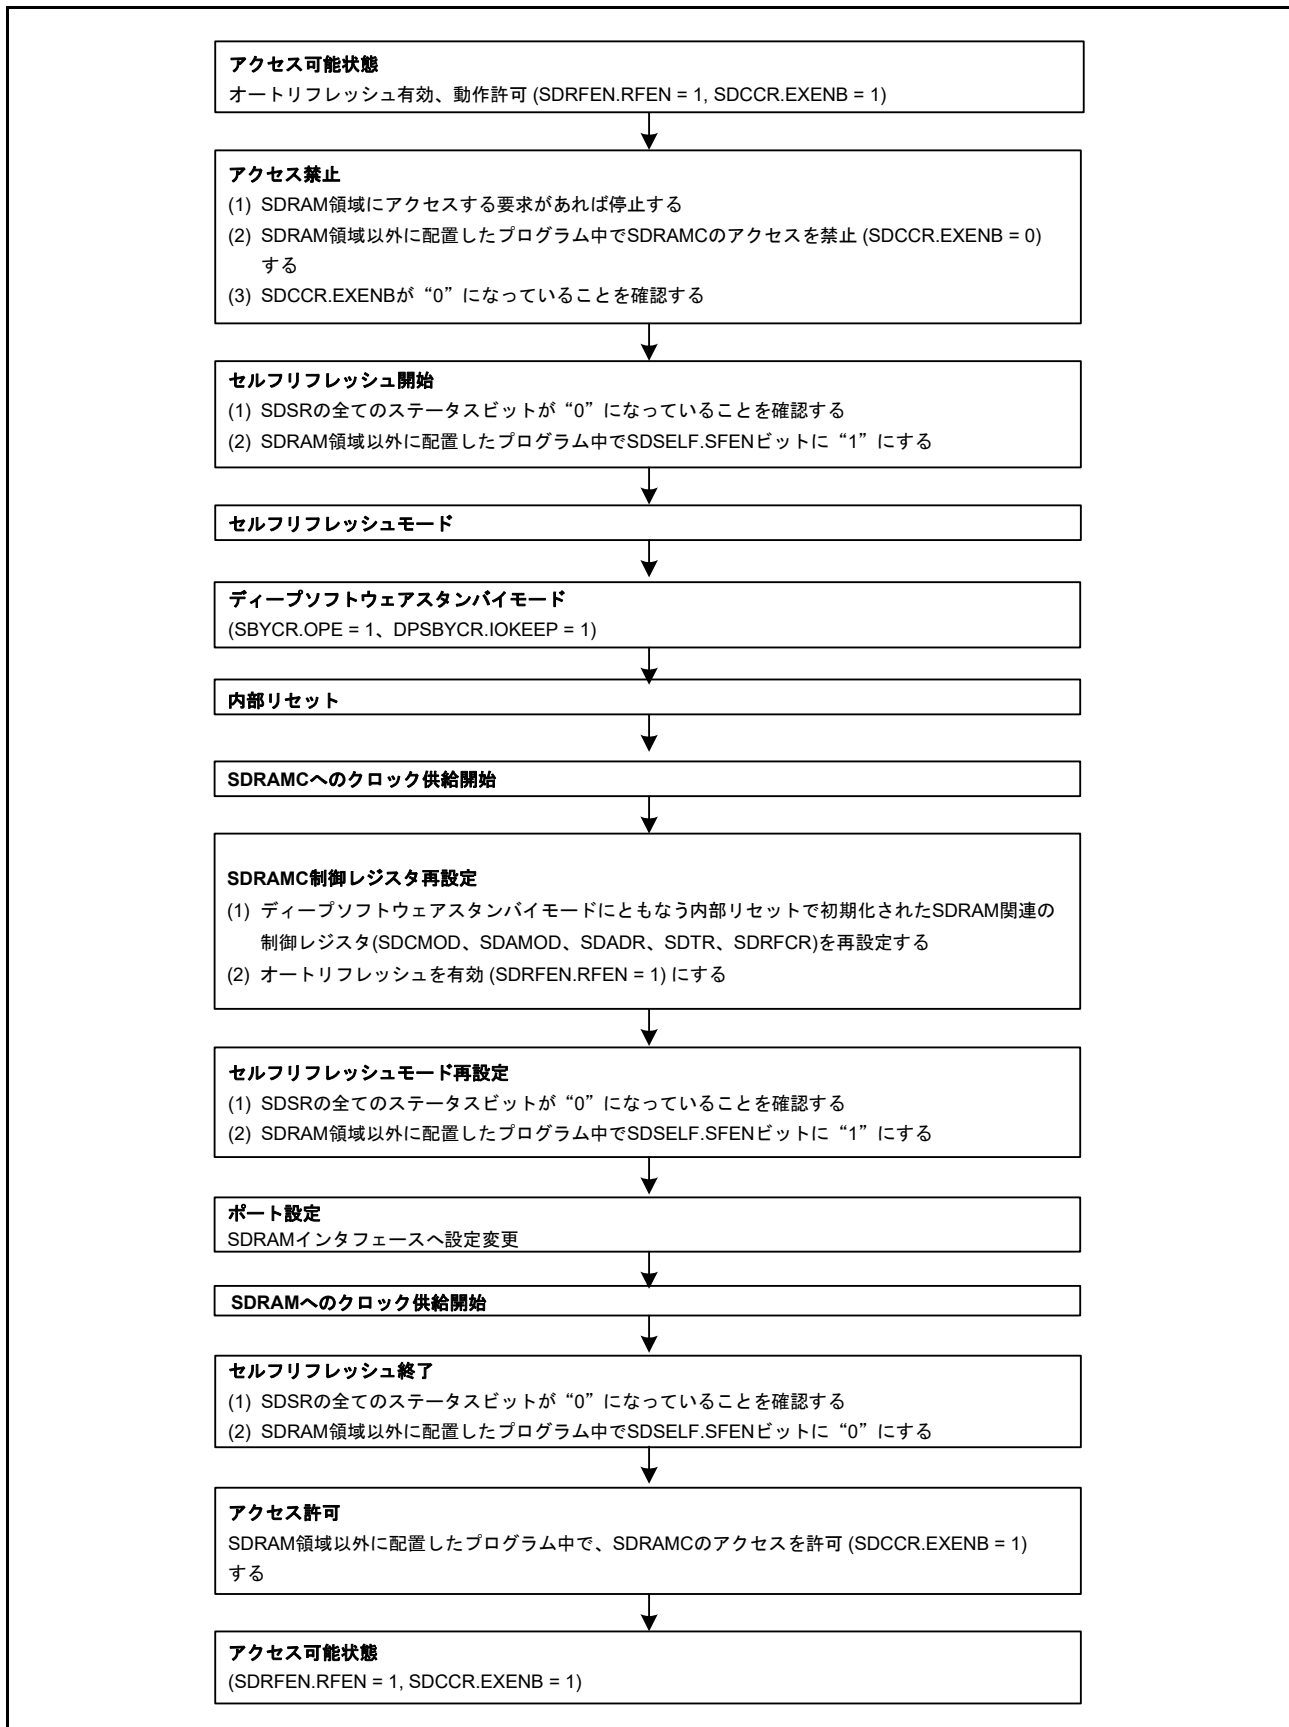 アクセス可能状態
オートリフレッシュ有効、動作許可 (SDRFEN.RFEN = 1, SDCCR.EXENB = 1)
アクセス禁止
(1) SDRAM領域にアクセスする要求があれば停止する
(2) SDRAM領域以外に配置したプログラム中でSDRAMCのアクセスを禁止 (SDCCR.EXENB = 0)
する
(3) SDCCR.EXENBが“0”になっていることを確認する
セルフリフレッシュ開始
(1) SDSRの全てのステータスビットが“0”になっていることを確認する
(2) SDRAM領域以外に配置したプログラム中でSDSELF.SFENビットに“1”にする
セルフリフレッシュモード
ディープソフトウェアスタンバイモード
(SBYCR.OPE = 1、DPSBYCR.IOKEEP = 1)
内部リセット
SDRAMCへのクロック供給開始
SDRAMC制御レジスタ再設定
(1) ディープソフトウェアスタンバイモードにともなう内部リセットで初期化されたSDRAM関連の
制御レジスタ(SDCMOD、SDAMOD、SDADR、SDTR、SDRFCR)を再設定する
(2) オートリフレッシュを有効 (SDRFEN.RFEN = 1) にする
セルフリフレッシュモード再設定
(1) SDSRの全てのステータスビットが“0”になっていることを確認する
(2) SDRAM領域以外に配置したプログラム中でSDSELF.SFENビットに“1”にする
ポート設定
SDRAMインタフェースへ設定変更
SDRAMへのクロック供給開始
セルフリフレッシュ終了
(1) SDSRの全てのステータスビットが“0”になっていることを確認する
(2) SDRAM領域以外に配置したプログラム中でSDSELF.SFENビットに“0”にする
アクセス許可
SDRAM領域以外に配置したプログラム中で、SDRAMCのアクセスを許可 (SDCCR.EXENB = 1)
する
アクセス可能状態
(SDRFEN.RFEN = 1, SDCCR.EXENB = 1)